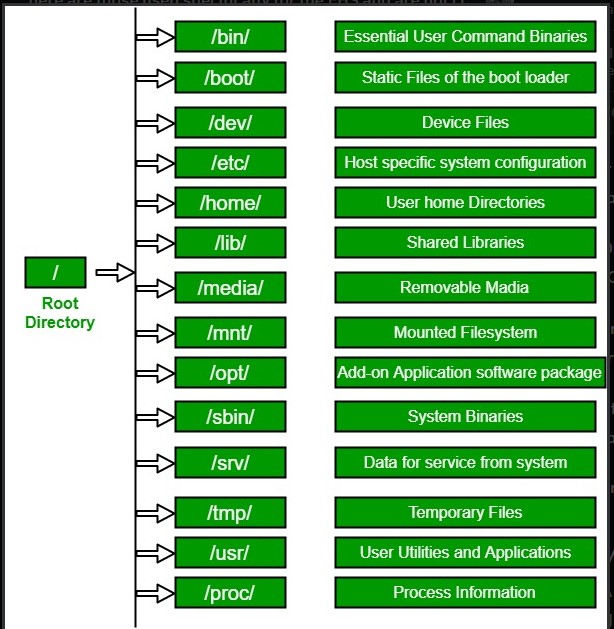 /bin/ Essential User Command Binaries
/boot/ Static Files of the boot loader
/dev/ Device Files
/etc/ Host specific system configuration
/home/ User home Directories
/lib/ Shared Libraries
/
Root
Directory
/media/ Removable Madia
/mnt/ Mounted Filesystem
/opt/ Add-on Application software package
/sbin/ System Binaries
/srv/ Data for service from system
/tmp/ Temporary Files
/usr/ User Utilities and Applications
/proc/ Process Information